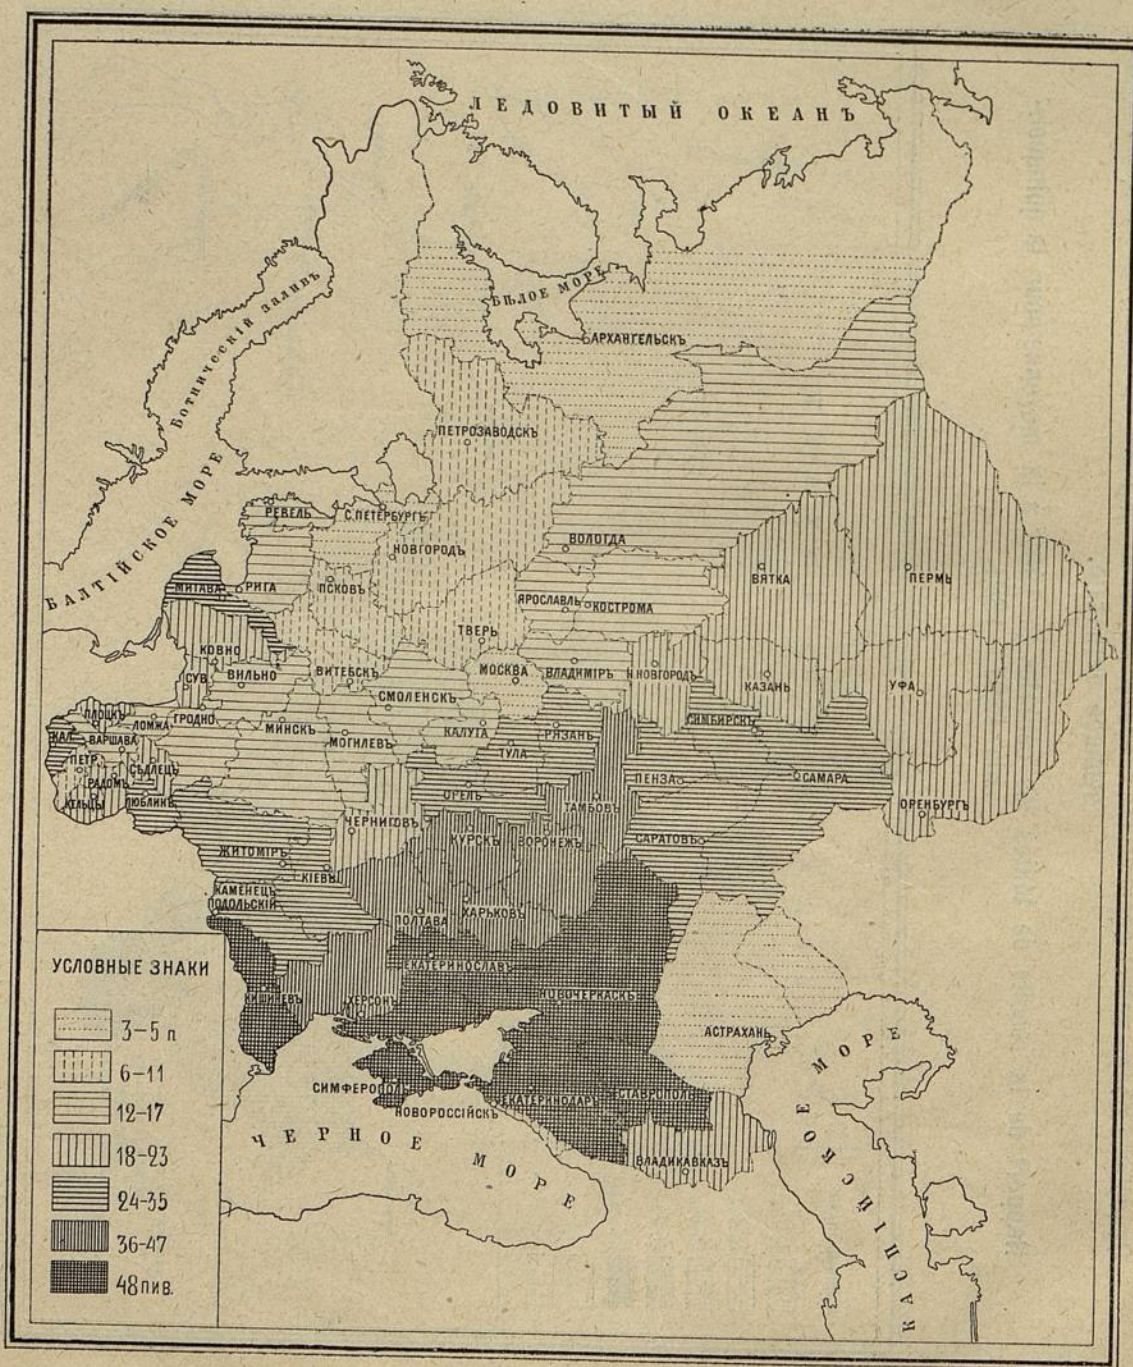 ЛЕДОВИТЫЙ ОКЕАНЪ
БѢЛОЕ МОРЕ
Ботническій заливъ
АРХАНГЕЛЬСКЪ
ПЕТРОЗАВОДСКЪ
БАЛТІЙСКОЕ МОРЕ
РЕВЕЛЬ
С.ПЕТЕРБУРГЪ
НОВГОРОДЪ
ВОЛОГДА
ВЯТКА
ПЕРМЬ
МИТАВА
РИГА
ПСКОВЪ
ЯРОСЛАВЛЬ
КОСТРОМА
ТВЕРЬ
КОВНО
СУВ.
ВИЛЬНО
ВИТЕБСКЪ
МОСКВА
ВЛАДИМІРЪ
Н.НОВГОРОДЪ
КАЗАНЬ
УФА
СМОЛЕНСКЪ
ПЛОЦКЪ
ЛОМЖА
ГРОДНО
МИНСКЪ
МОГИЛЕВЪ
КАЛУГА
ТУЛА
РЯЗАНЬ
СИМБИРСКЪ
КАЛ.
ВАРШАВА
ПЕТР.
СѢДЛЕЦЪ
РАДОМЪ
КѢЛЬЦЫ
ЛЮБЛИНЪ
ОРЕЛЪ
ПЕНЗА
САМАРА
ТАМБОВЪ
ОРЕНБУРГЪ
ЧЕРНИГОВЪ
КУРСКЪ
ВОРОНЕЖЪ
САРАТОВЪ
ЖИТОМІРЪ
КІЕВЪ
КАМЕНЕЦЪ
ПОДОЛЬСКІЙ
ПОЛТАВА
ХАРЬКОВЪ
ЕКАТЕРИНОСЛАВЪ
КИШИНЕВЪ
ХЕРСОНЪ
НОВОЧЕРКАСКЪ
АСТРАХАНЬ
СИМФЕРОПОЛЬ
НОВОРОССІЙСКЪ
ЕКАТЕРИНОДАРЪ
СТАВРОПОЛЬ
ВЛАДИКАВКАЗЪ
ЧЕРНОЕ МОРЕ
КАСПІЙСКОЕ МОРЕ
УСЛОВНЫЕ ЗНАКИ
3–5 п
6–11
12–17
18–23
24–35
36–47
48 П И В.